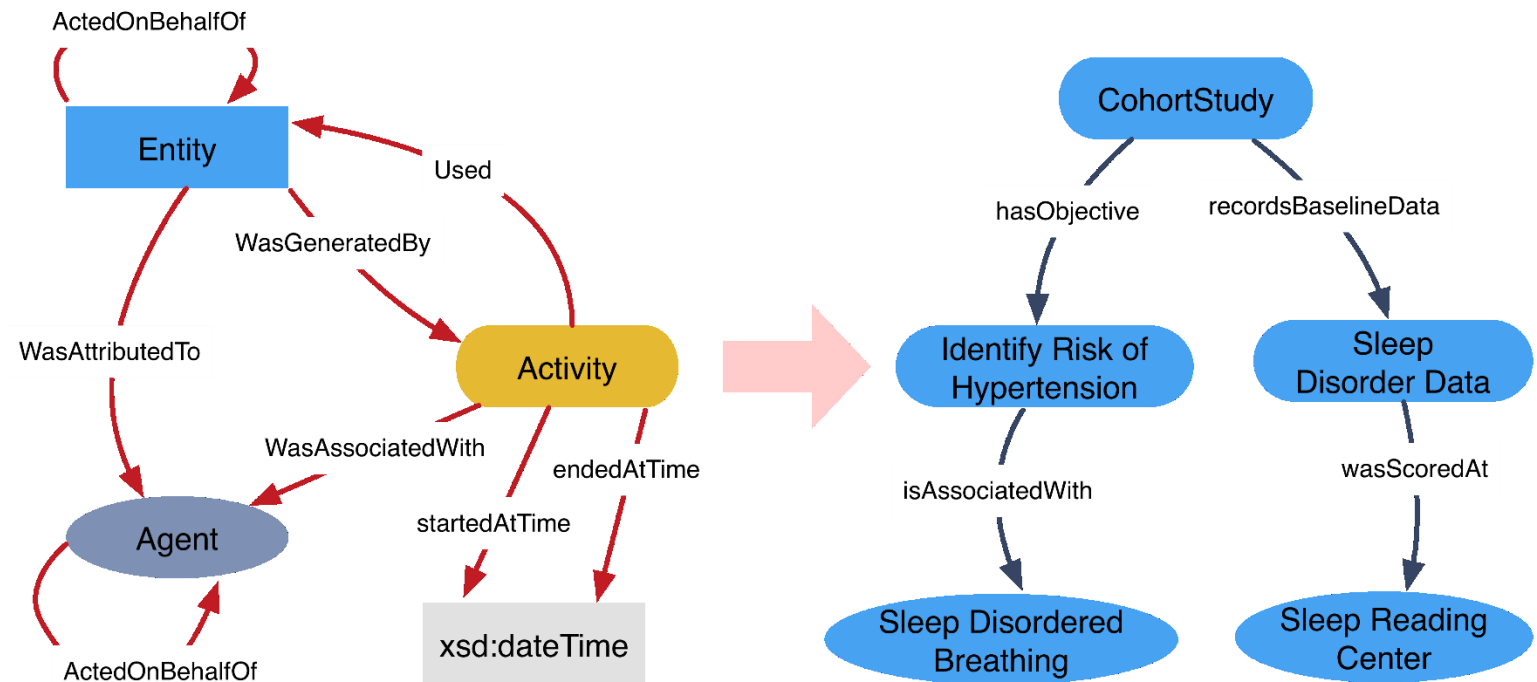 ActedOnBehalfOf
Entity
Used
WasGeneratedBy
WasAttributedTo
Activity
WasAssociatedWith
endedAtTime
startedAtTime
Agent
xsd:dateTime
ActedOnBehalfOf
CohortStudy
hasObjective
recordsBaselineData
Identify Risk of
Hypertension
Sleep
Disorder Data
isAssociatedWith
wasScoredAt
Sleep Disordered
Breathing
Sleep Reading
Center